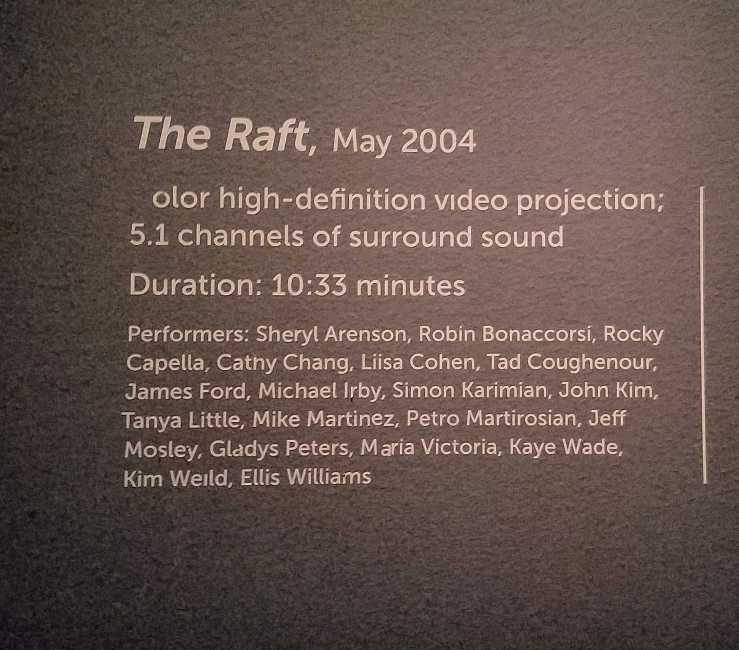 The Raft, May 2004
olor high-definition video projection;
5.1 channels of surround sound
Duration: 10:33 minutes
Performers: Sheryl Arenson, Robin Bonaccorsi, Rocky
Capella, Cathy Chang, Liisa Cohen, Tad Coughenour,
James Ford, Michael Irby, Simon Karimian, John Kim,
Tanya Little, Mike Martinez, Petro Martirosian, Jeff
Mosley, Gladys Peters, Maria Victoria, Kaye Wade,
Kim Weild, Ellis Williams